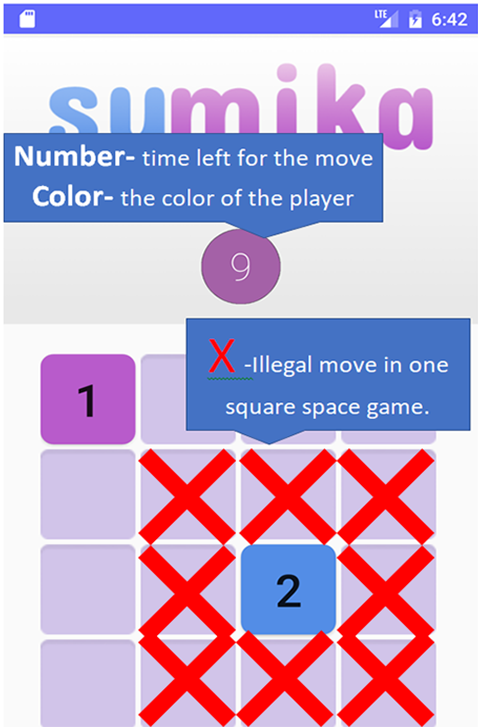 LTE 6:42
sumika
Number- time left for the move
Color- the color of the player
9
X -Illegal move in one
square space game.
1
2